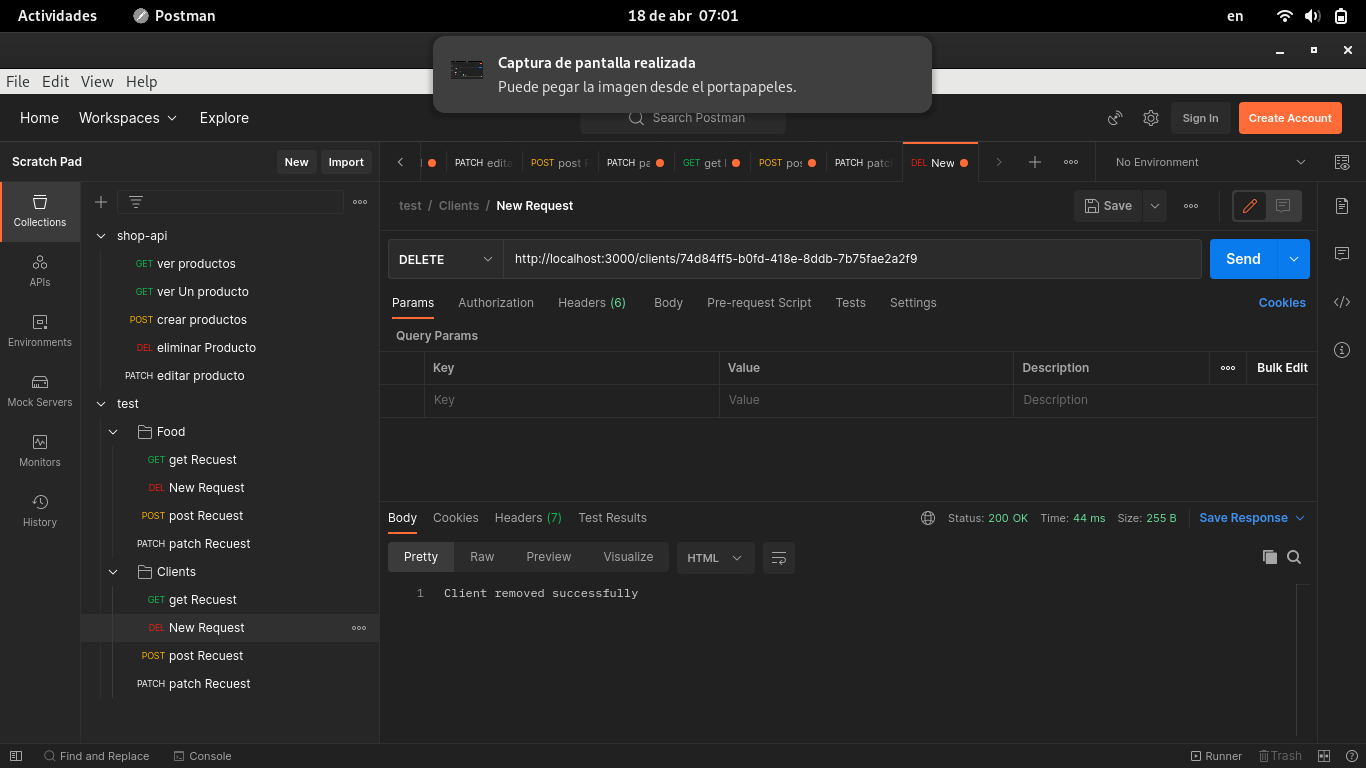 Actividades Postman 18 de abr 07:01 en
Captura de pantalla realizada
Puede pegar la imagen desde el portapapeles.
File Edit View Help
Home Workspaces Explore Search Postman Sign In Create Account
Scratch Pad New Import PATCH edita POST post PATCH pa GET get POST pos PATCH patc DEL New No Environment
Collections
APIs
Environments
Mock Servers
Monitors
History
shop-api
GET ver productos
GET ver Un producto
POST crear productos
DEL eliminar Producto
PATCH editar producto
test
Food
GET get Recuest
DEL New Request
POST post Recuest
PATCH patch Recuest
Clients
GET get Recuest
DEL New Request
POST post Recuest
PATCH patch Recuest
test / Clients / New Request Save
DELETE http://localhost:3000/clients/74d84ff5-b0fd-418e-8ddb-7b75fae2a2f9 Send
Params Authorization Headers (6) Body Pre-request Script Tests Settings Cookies
Query Params
Key Value Description Bulk Edit
Key Value Description
Body Cookies Headers (7) Test Results Status: 200 OK Time: 44 ms Size: 255 B Save Response
Pretty Raw Preview Visualize HTML
1 Client removed successfully
Find and Replace Console Runner Trash